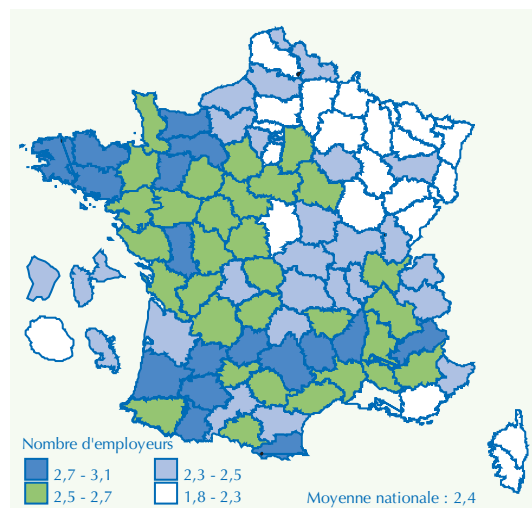 Nombre d'employeurs
2,7 - 3,1
2,3 - 2,5
2,5 - 2,7
1,8 - 2,3
Moyenne nationale : 2,4